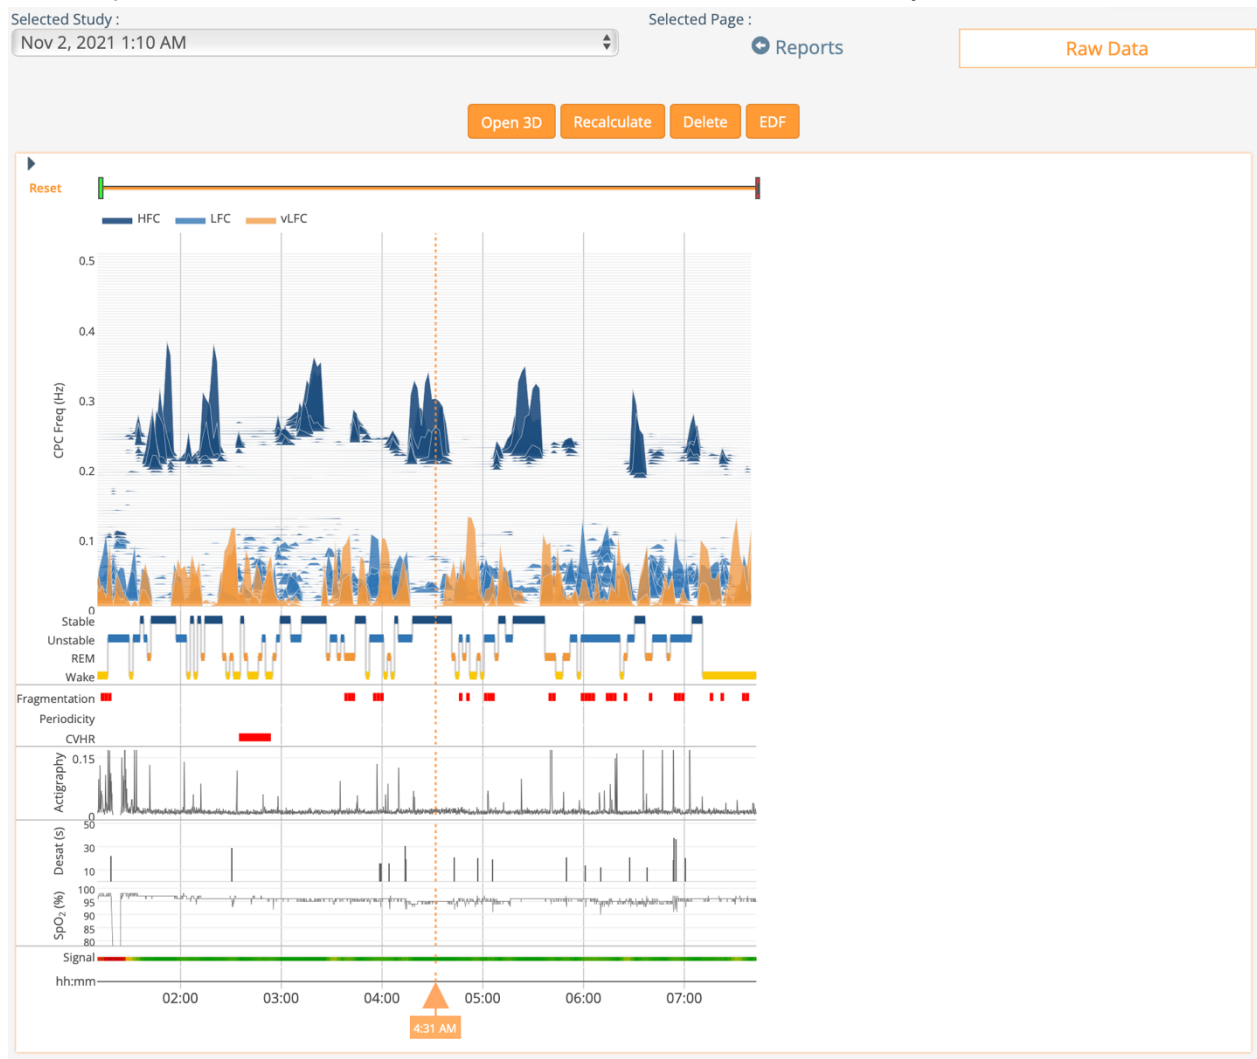 Selected Study :
Selected Page :
Nov 2, 2021 1:10 AM
Reports
Raw Data
Open 3D
Recalculate
Delete
EDF
Reset
HFC
LFC
vLFC
CPC Freq (Hz)
0.5
0.4
0.3
0.2
0.1
0
Stable
Unstable
REM
Wake
Fragmentation
Periodicity
CVHR
Actigraphy
0.15
0
Desat (s)
50
30
10
SpO2 (%)
100
95
90
85
80
Signal
hh:mm
02:00
03:00
04:00
05:00
06:00
07:00
4:31 AM